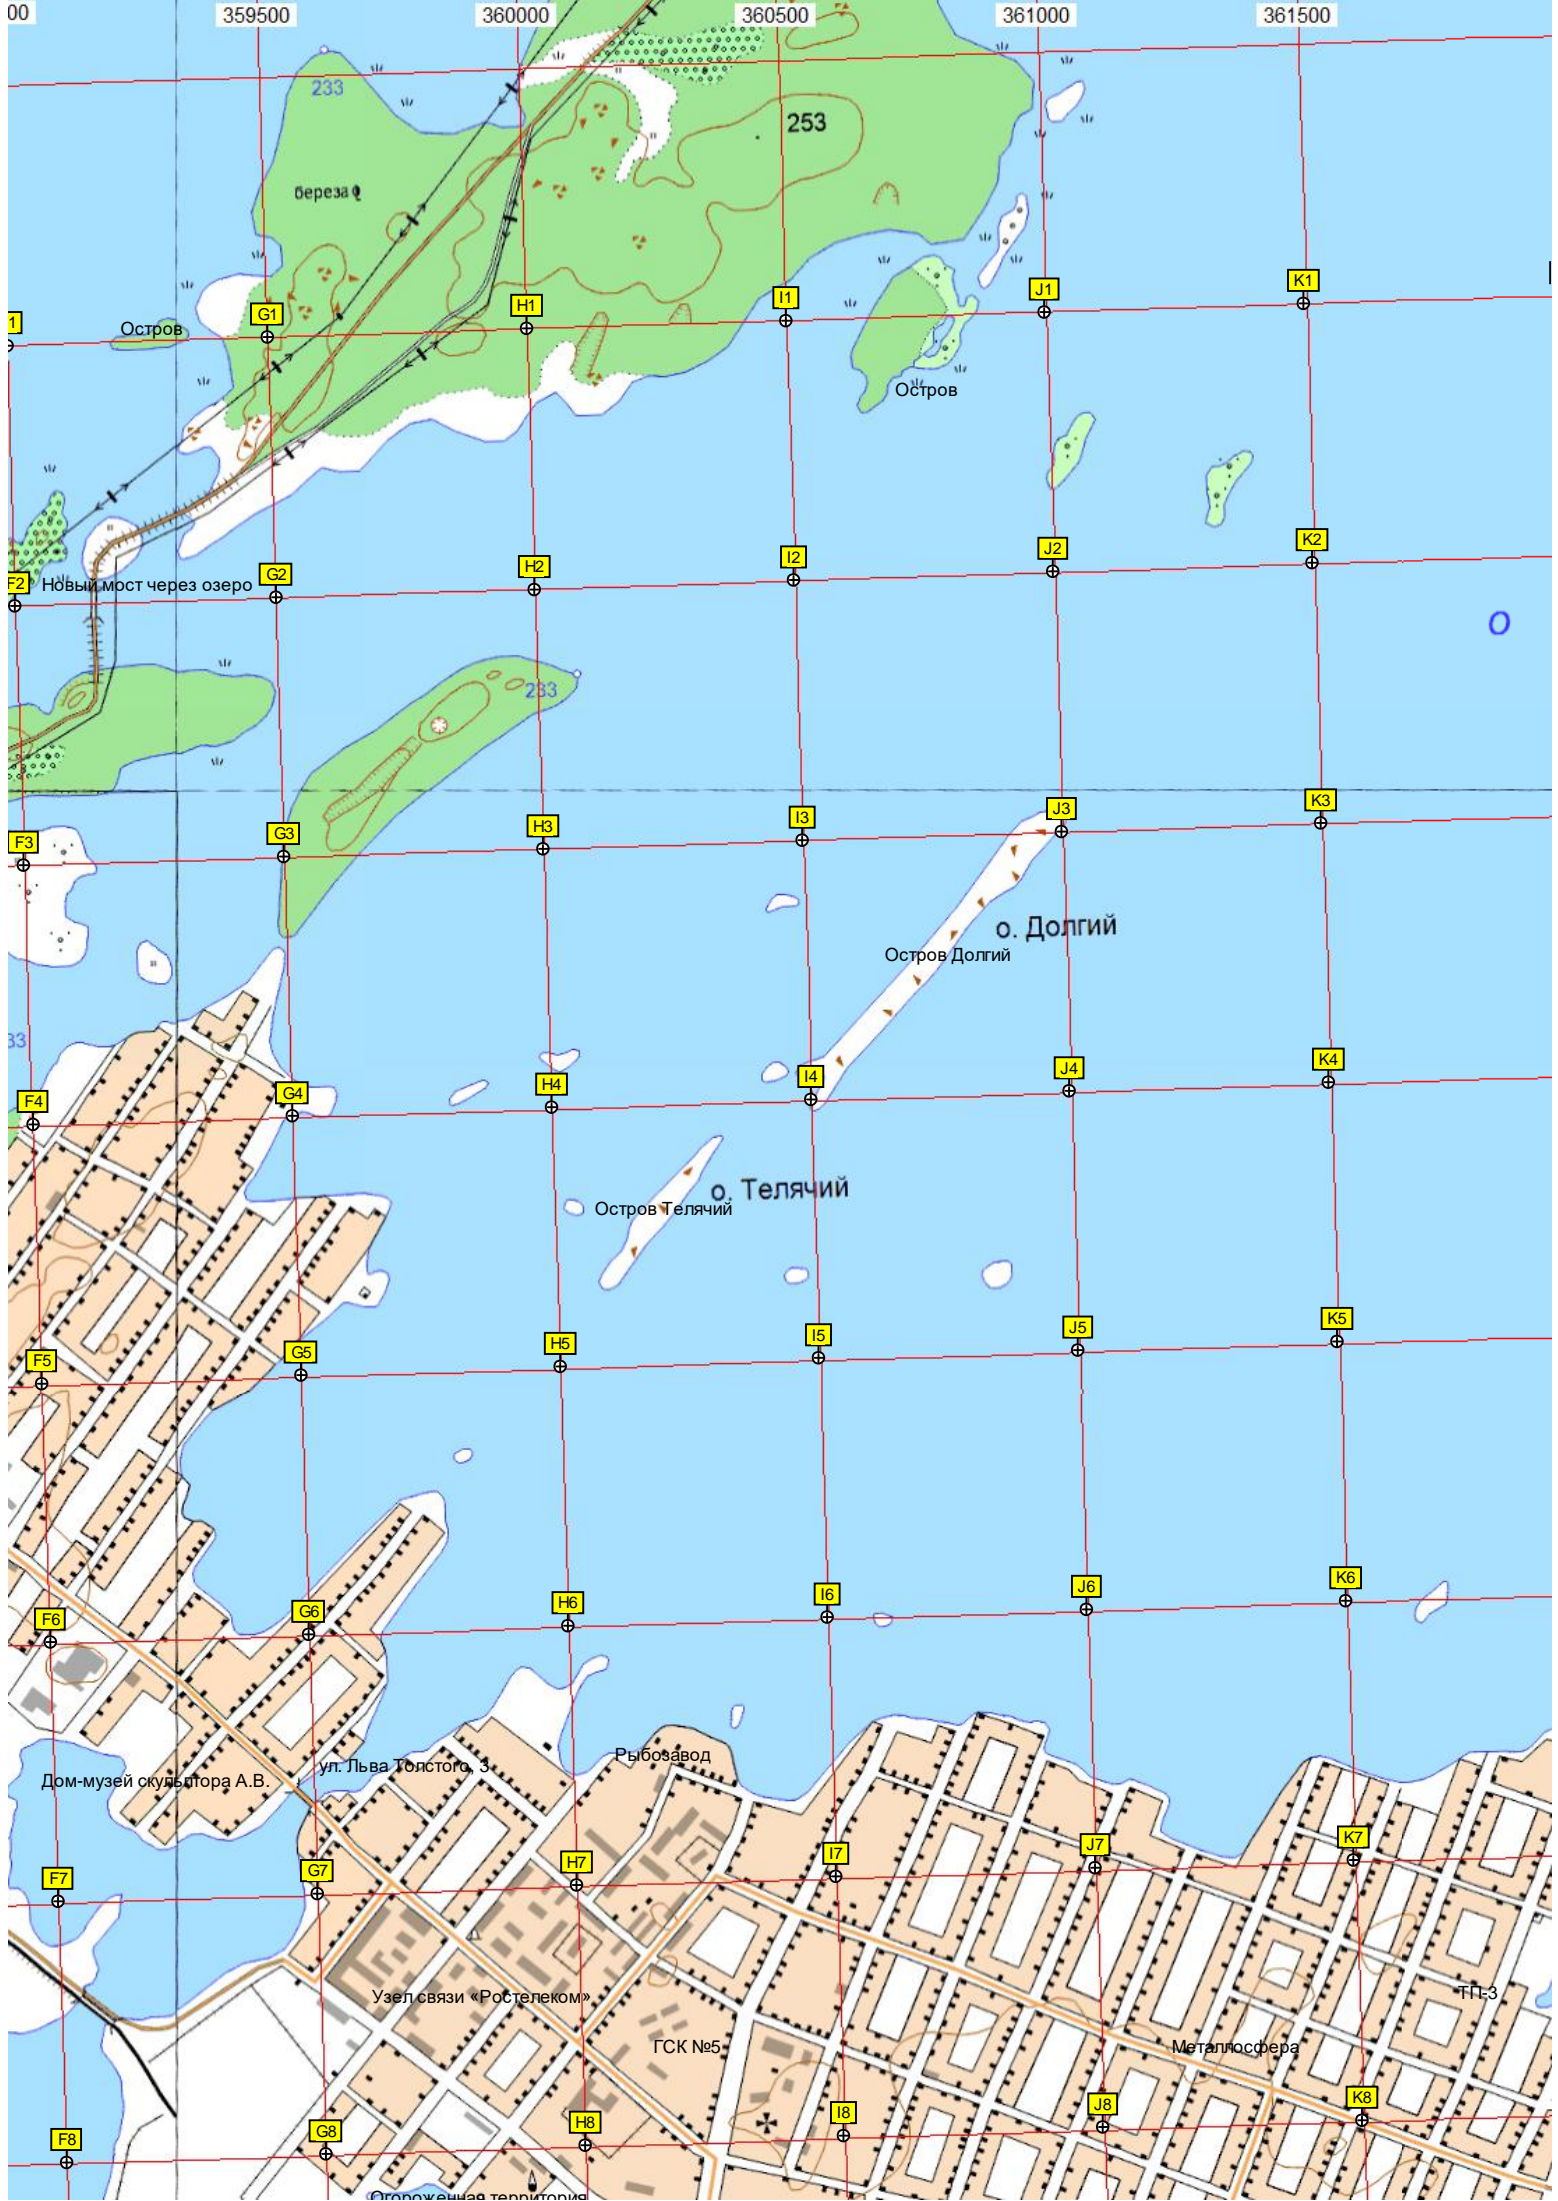 00 359500 360000 360500 361000 361500
233
253
береза
G1 H1 I1 J1 K1
1
Остров
Остров
F2 G2 H2 I2 J2 K2
Новый мост через озеро
О
233
F3 G3 H3 I3 J3 K3
о. Долгий
Остров Долгий
33
F4 G4 H4 I4 J4 K4
о. Телячий
Остров Телячий
F5 G5 H5 I5 J5 K5
F6 G6 H6 I6 J6 K6
Рыбозавод
ул. Льва Толстого, 3
Дом-музей скульптора А.В.
F7 G7 H7 I7 J7 K7
Узел связи «Ростелеком»
ТП-3
ГСК №5
Металлосфера
F8 G8 H8 I8 J8 K8
Огороженная территория